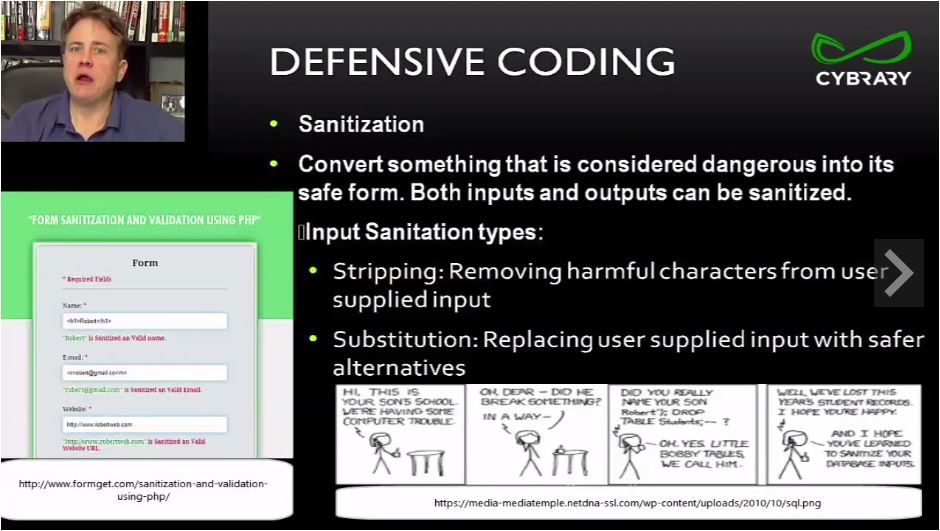 DEFENSIVE CODING
CYBRARY
Sanitization
Convert something that is considered dangerous into its
safe form. Both inputs and outputs can be sanitized.
Input Sanitation types:
Stripping: Removing harmful characters from user
supplied input
Substitution: Replacing user supplied input with safer
alternatives
"FORM SANITIZATION AND VALIDATION USING PHP"
Form
* Required Fields
Name: *
<h1>Robert</h1>
"Robert" is Sanitized an Valid name.
E-mail: *
"robert@gmail.com" is Sanitized an Valid Email.
Website: *
http://www.robertweb.com
"http://www.robertweb.com" is Sanitized an Valid
Website URL.
http://www.formget.com/sanitization-and-validation-
using-php/
HI, THIS IS
YOUR SON'S SCHOOL.
WE'RE HAVING SOME
COMPUTER TROUBLE.
OH, DEAR – DID HE
BREAK SOMETHING?
IN A WAY–
DID YOU REALLY
NAME YOUR SON
Robert'); DROP
TABLE Students;-- ?
OH, YES. LITTLE
BOBBY TABLES,
WE CALL HIM.
WELL, WE'VE LOST THIS
YEAR'S STUDENT RECORDS.
I HOPE YOU'RE HAPPY.
AND I HOPE
YOU'VE LEARNED
TO SANITIZE YOUR
DATABASE INPUTS.
https://media-mediatemple.netdna-ssl.com/wp-content/uploads/2010/10/sql.png